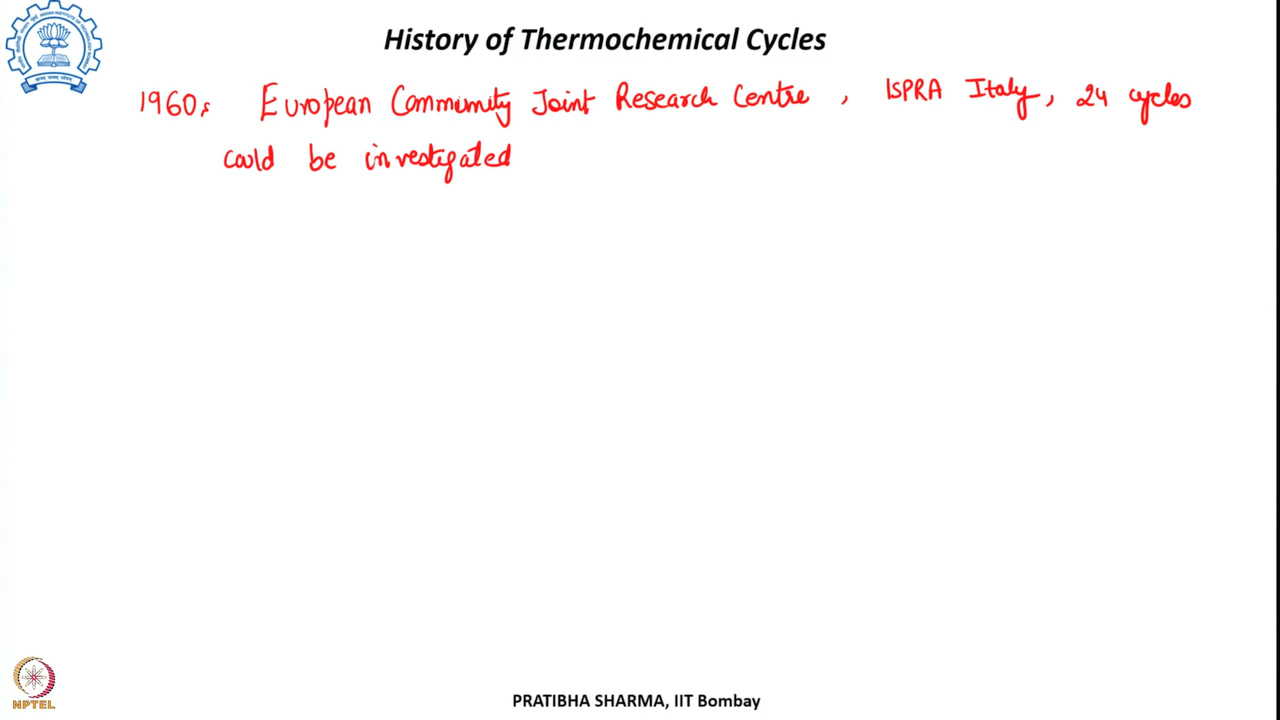 History of Thermochemical Cycles
1960s European Community Joint Research Centre, ISPRA Italy, 24 cycles
could be investigated
NPTEL
PRATIBHA SHARMA, IIT Bombay